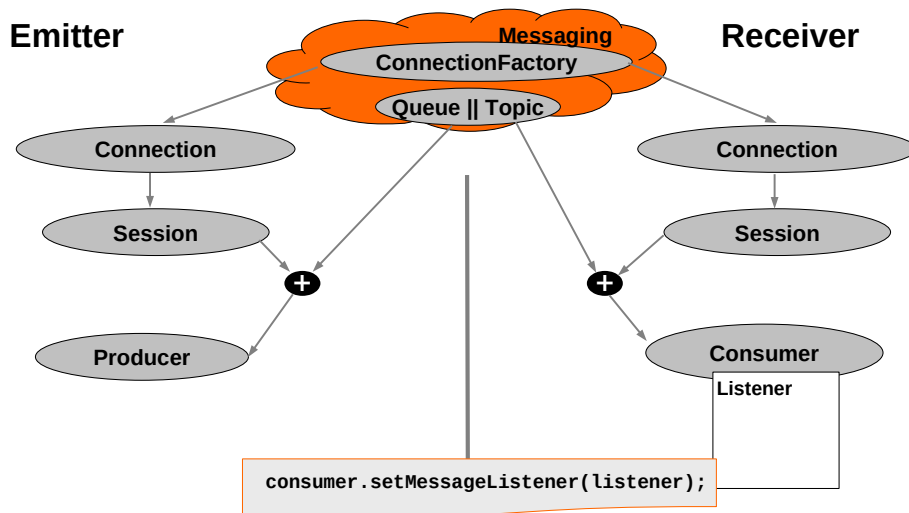 Emitter
Messaging
Receiver
ConnectionFactory
Queue || Topic
Connection
Connection
Session
Session
+
+
Producer
Consumer
Listener
consumer.setMessageListener(listener);